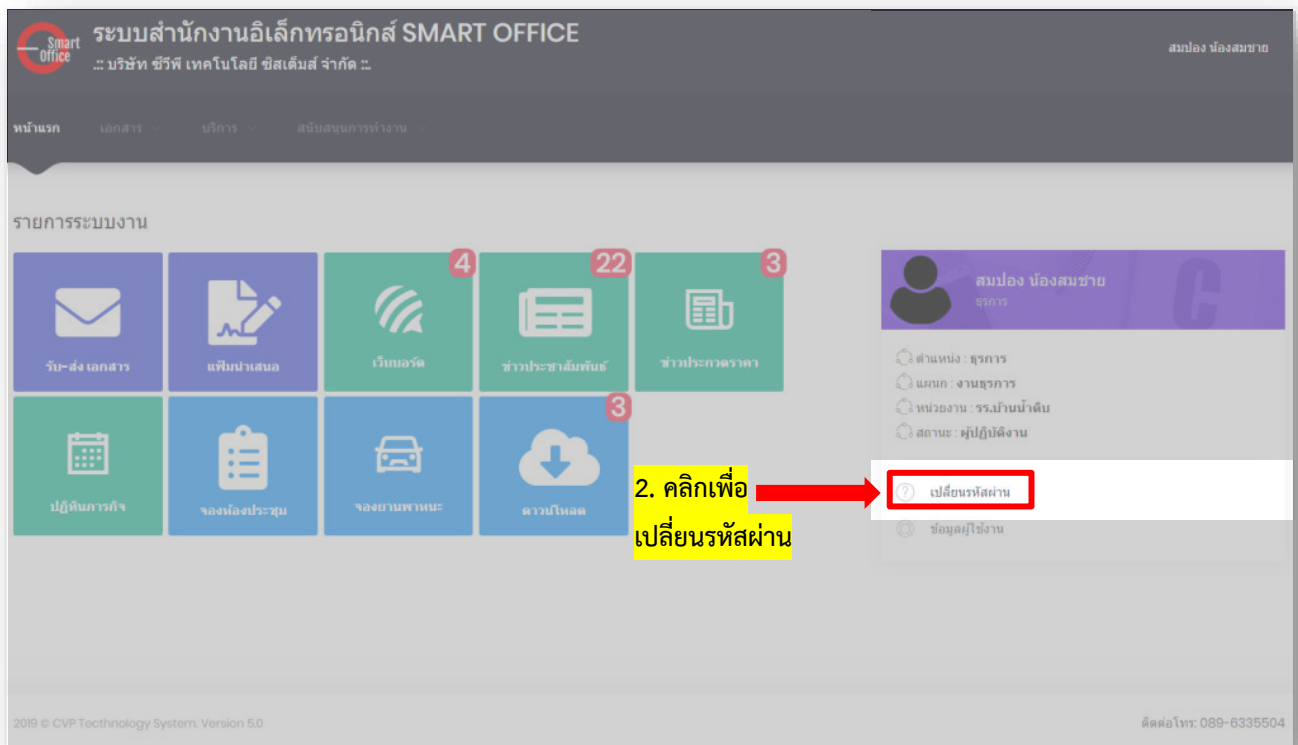 Smart
Office
ระบบสำนักงานอิเล็กทรอนิกส์ SMART OFFICE
.:: บริษัท ซีวีพี เทคโนโลยี ซิสเต็มส์ จำกัด ::.
สมปอง น้องสมชาย
หน้าแรก เอกสาร บริการ สนับสนุนการทำงาน
รายการระบบงาน
4 22 3
รับ-ส่ง เอกสาร แฟ้มนำเสนอ เว็บบอร์ด ข่าวประชาสัมพันธ์ ข่าวประกวดราคา
3
ปฏิทินภารกิจ จองห้องประชุม จองยานพาหนะ ดาวน์โหลด
สมปอง น้องสมชาย
ธุรการ
C
ตำแหน่ง : ธุรการ
แผนก : งานธุรการ
หน่วยงาน : รร.บ้านน้ำดิบ
สถานะ : ผู้ปฏิบัติงาน
2. คลิกเพื่อ
เปลี่ยนรหัสผ่าน
เปลี่ยนรหัสผ่าน
ข้อมูลผู้ใช้งาน
2019 © CVP Tecthnology System. Version 5.0
ติดต่อโทร: 089-6335504